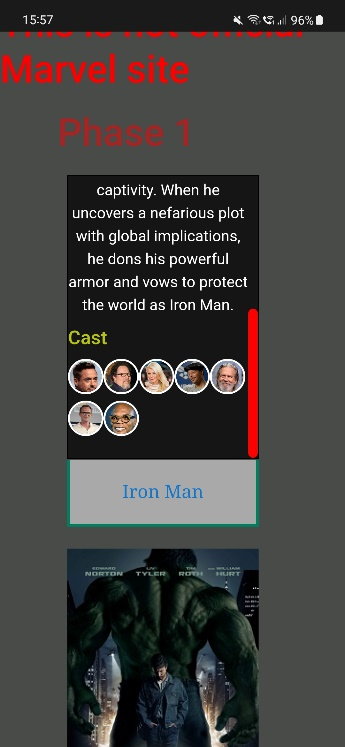 15:57
96%
This is not official
Marvel site
Phase 1
captivity. When he
uncovers a nefarious plot
with global implications,
he dons his powerful
armor and vows to protect
the world as Iron Man.
Cast
Iron Man
EDWARD NORTON LIV TYLER TIM ROTH WILLIAM HURT